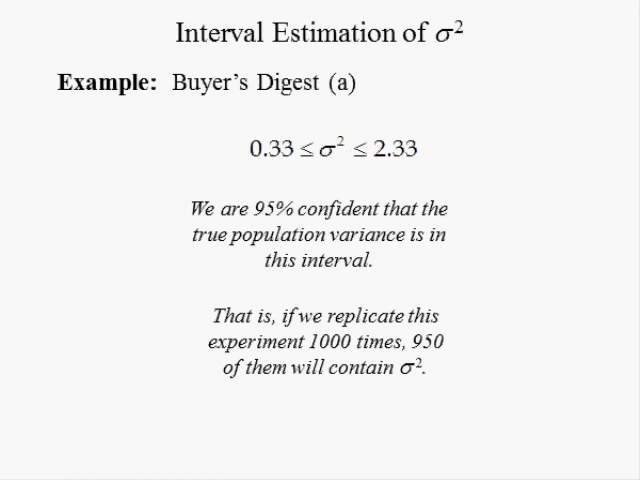 Interval Estimation of σ²
Example: Buyer's Digest (a)
0.33 ≤ σ² ≤ 2.33
We are 95% confident that the
true population variance is in
this interval.
That is, if we replicate this
experiment 1000 times, 950
of them will contain σ².